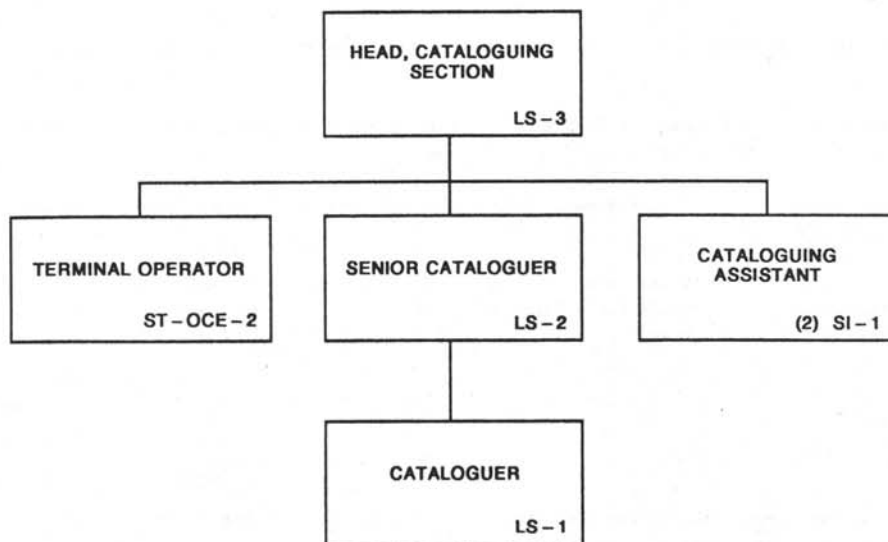 HEAD, CATALOGUING
SECTION
LS – 3
TERMINAL OPERATOR
ST – OCE – 2
SENIOR CATALOGUER
LS – 2
CATALOGUING
ASSISTANT
(2) SI – 1
CATALOGUER
LS – 1